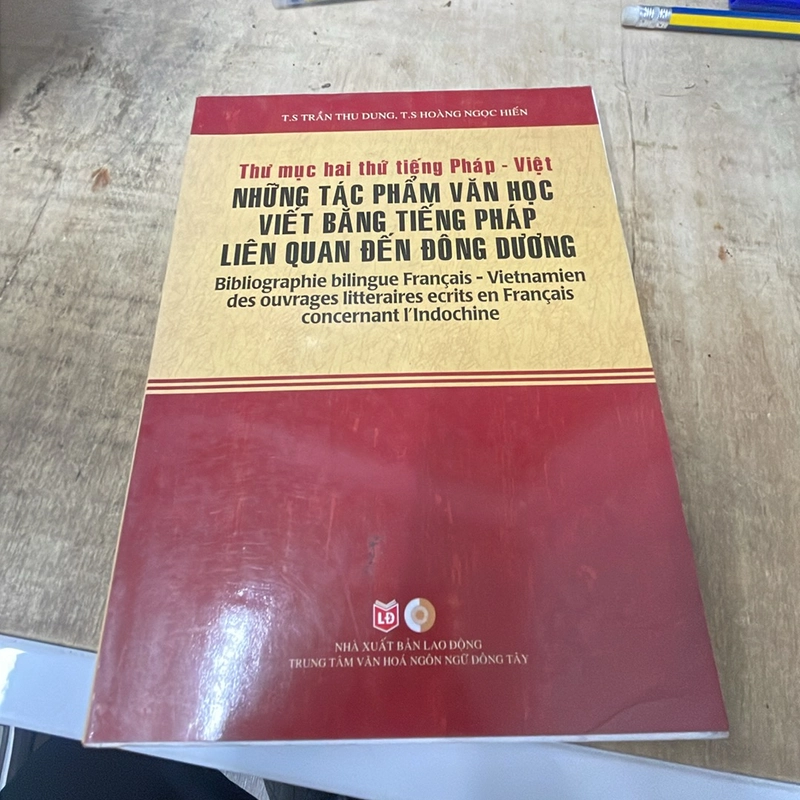 T.S TRẦN THU DUNG, T.S HOÀNG NGỌC HIẾN
Thư mục hai thứ tiếng Pháp - Việt
NHỮNG TÁC PHẨM VĂN HỌC
VIẾT BẰNG TIẾNG PHÁP
LIÊN QUAN ĐẾN ĐÔNG DƯƠNG
Bibliographie bilingue Français - Vietnamien
des ouvrages litteraires ecrits en Français
concernant l'Indochine
LĐ
NHÀ XUẤT BẢN LAO ĐỘNG
TRUNG TÂM VĂN HOÁ NGÔN NGỮ ĐÔNG TÂY